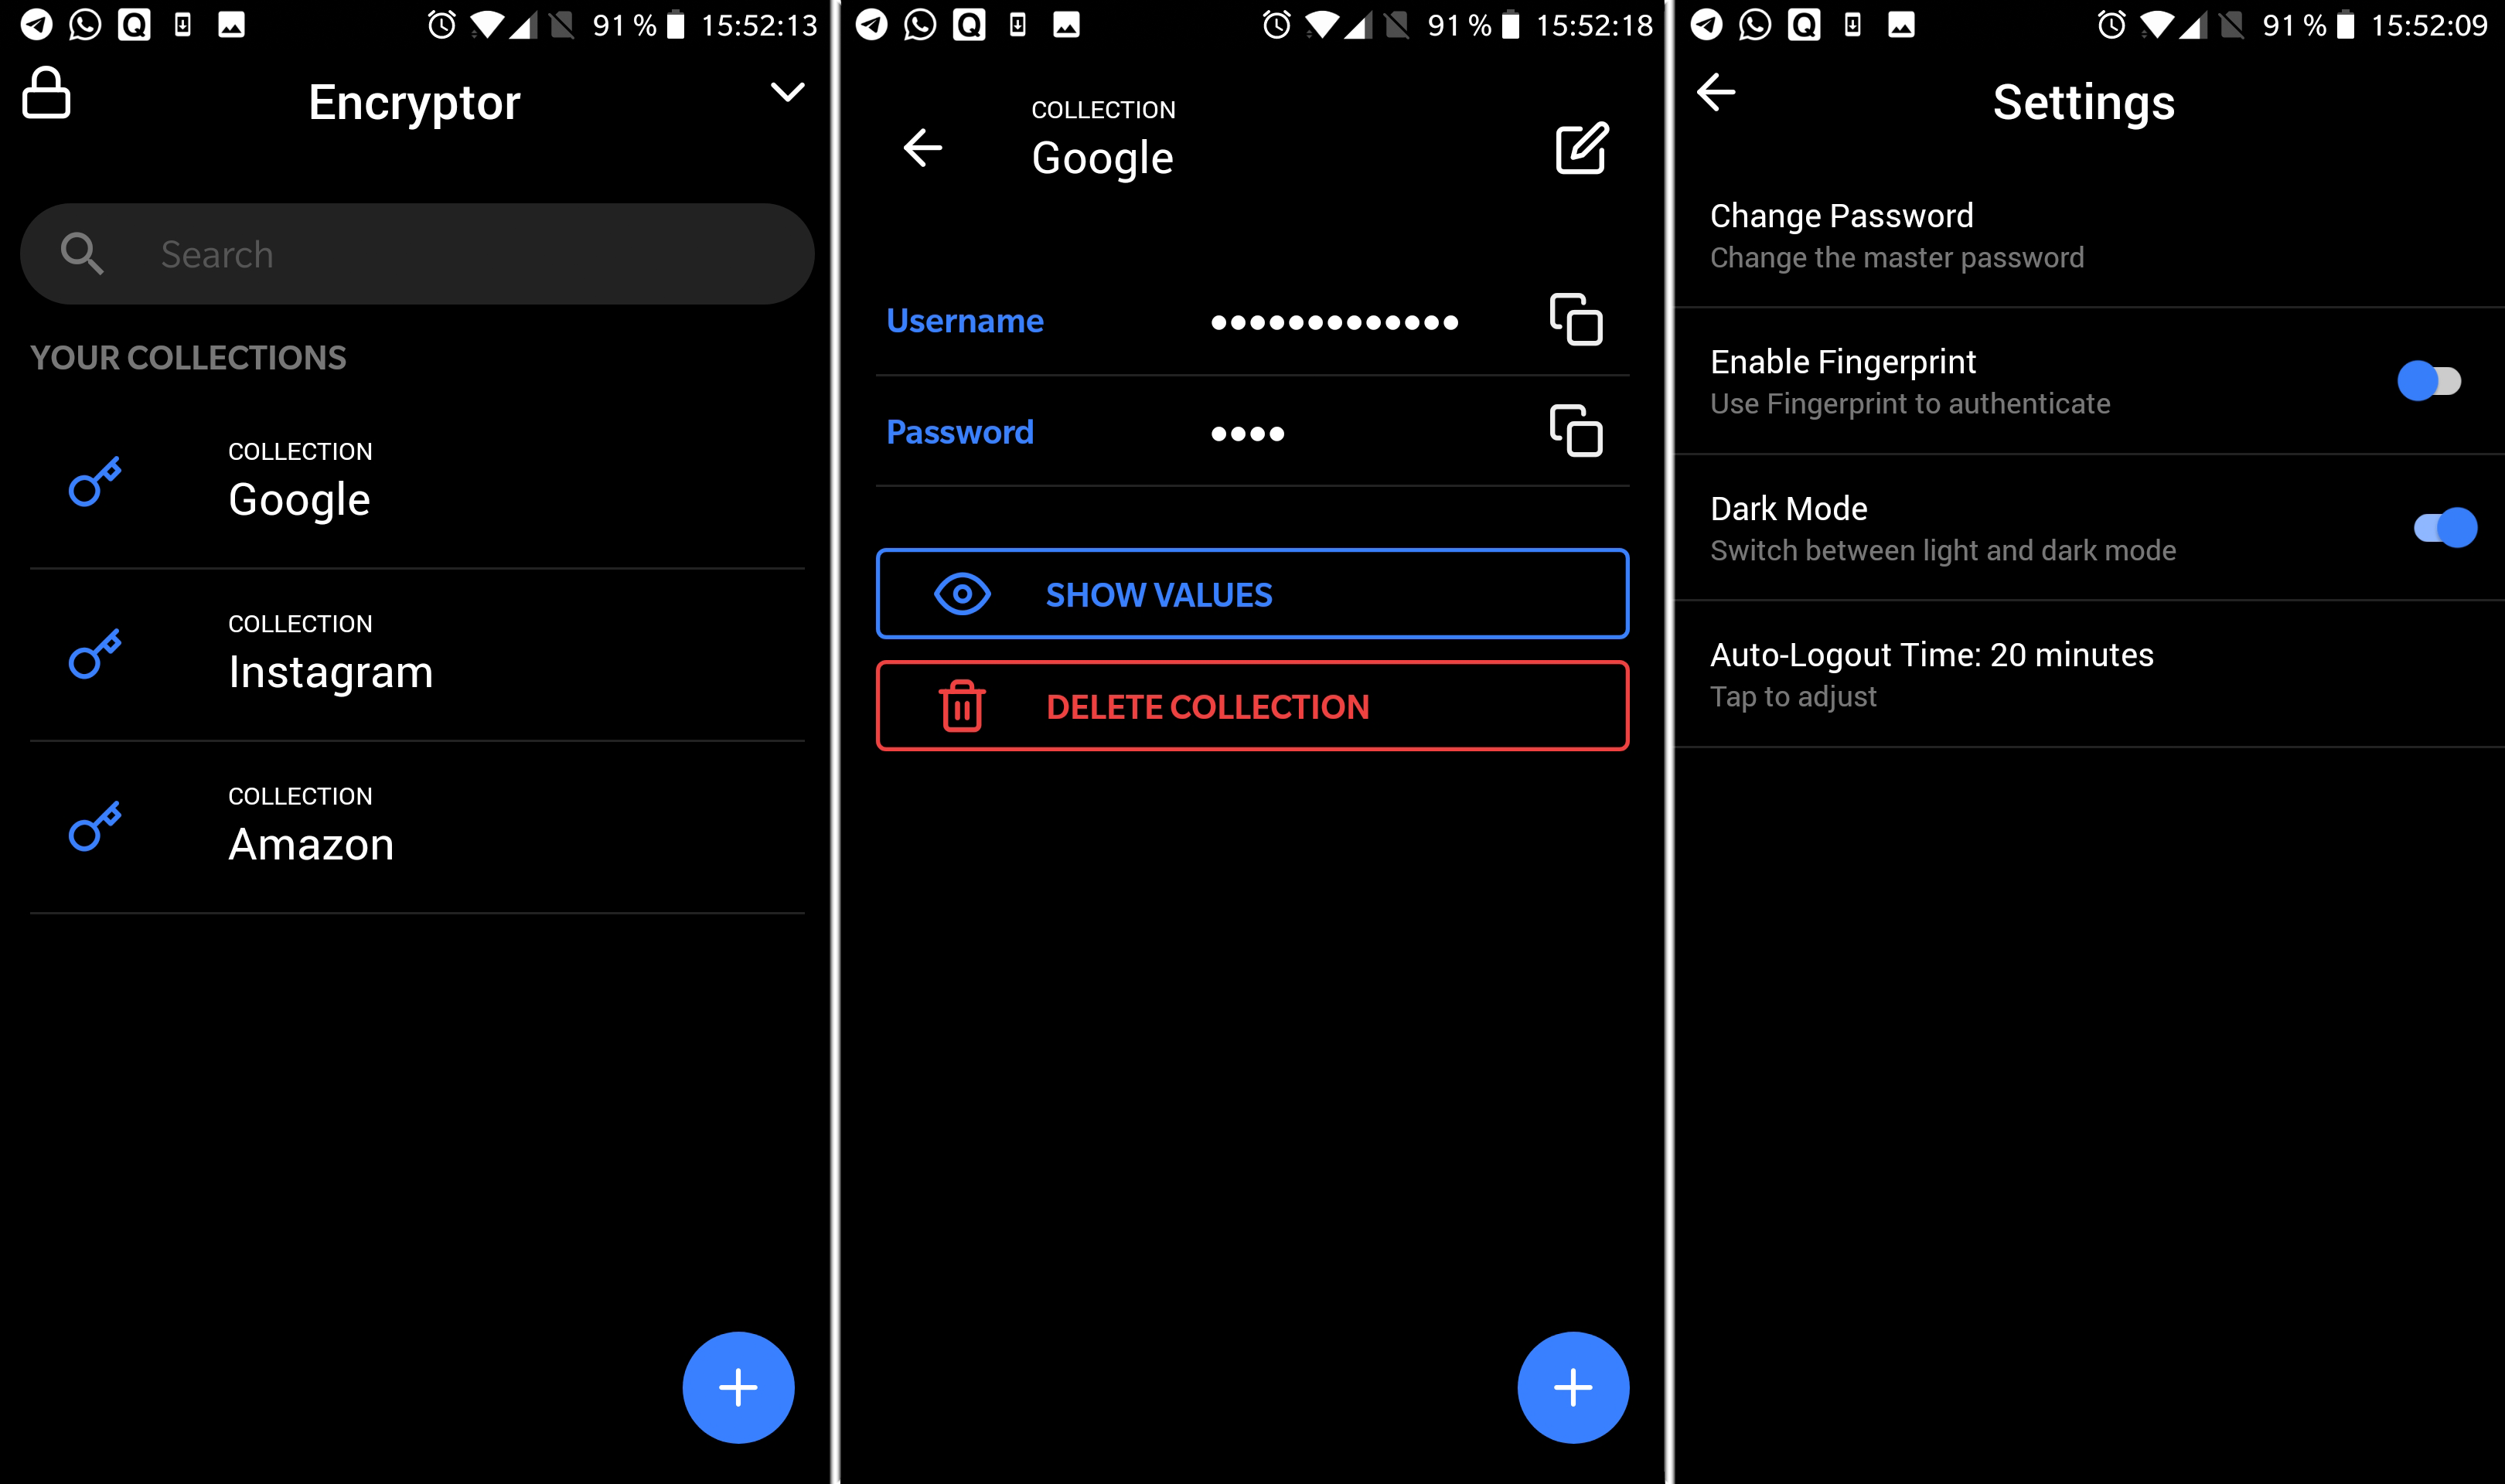 91 % 15:52:13
Encryptor
Search
YOUR COLLECTIONS
COLLECTION
Google
COLLECTION
Instagram
COLLECTION
Amazon
91 % 15:52:18
COLLECTION
Google
Username •••••••••••••
Password ••••
SHOW VALUES
DELETE COLLECTION
91 % 15:52:09
Settings
Change Password
Change the master password
Enable Fingerprint
Use Fingerprint to authenticate
Dark Mode
Switch between light and dark mode
Auto-Logout Time: 20 minutes
Tap to adjust